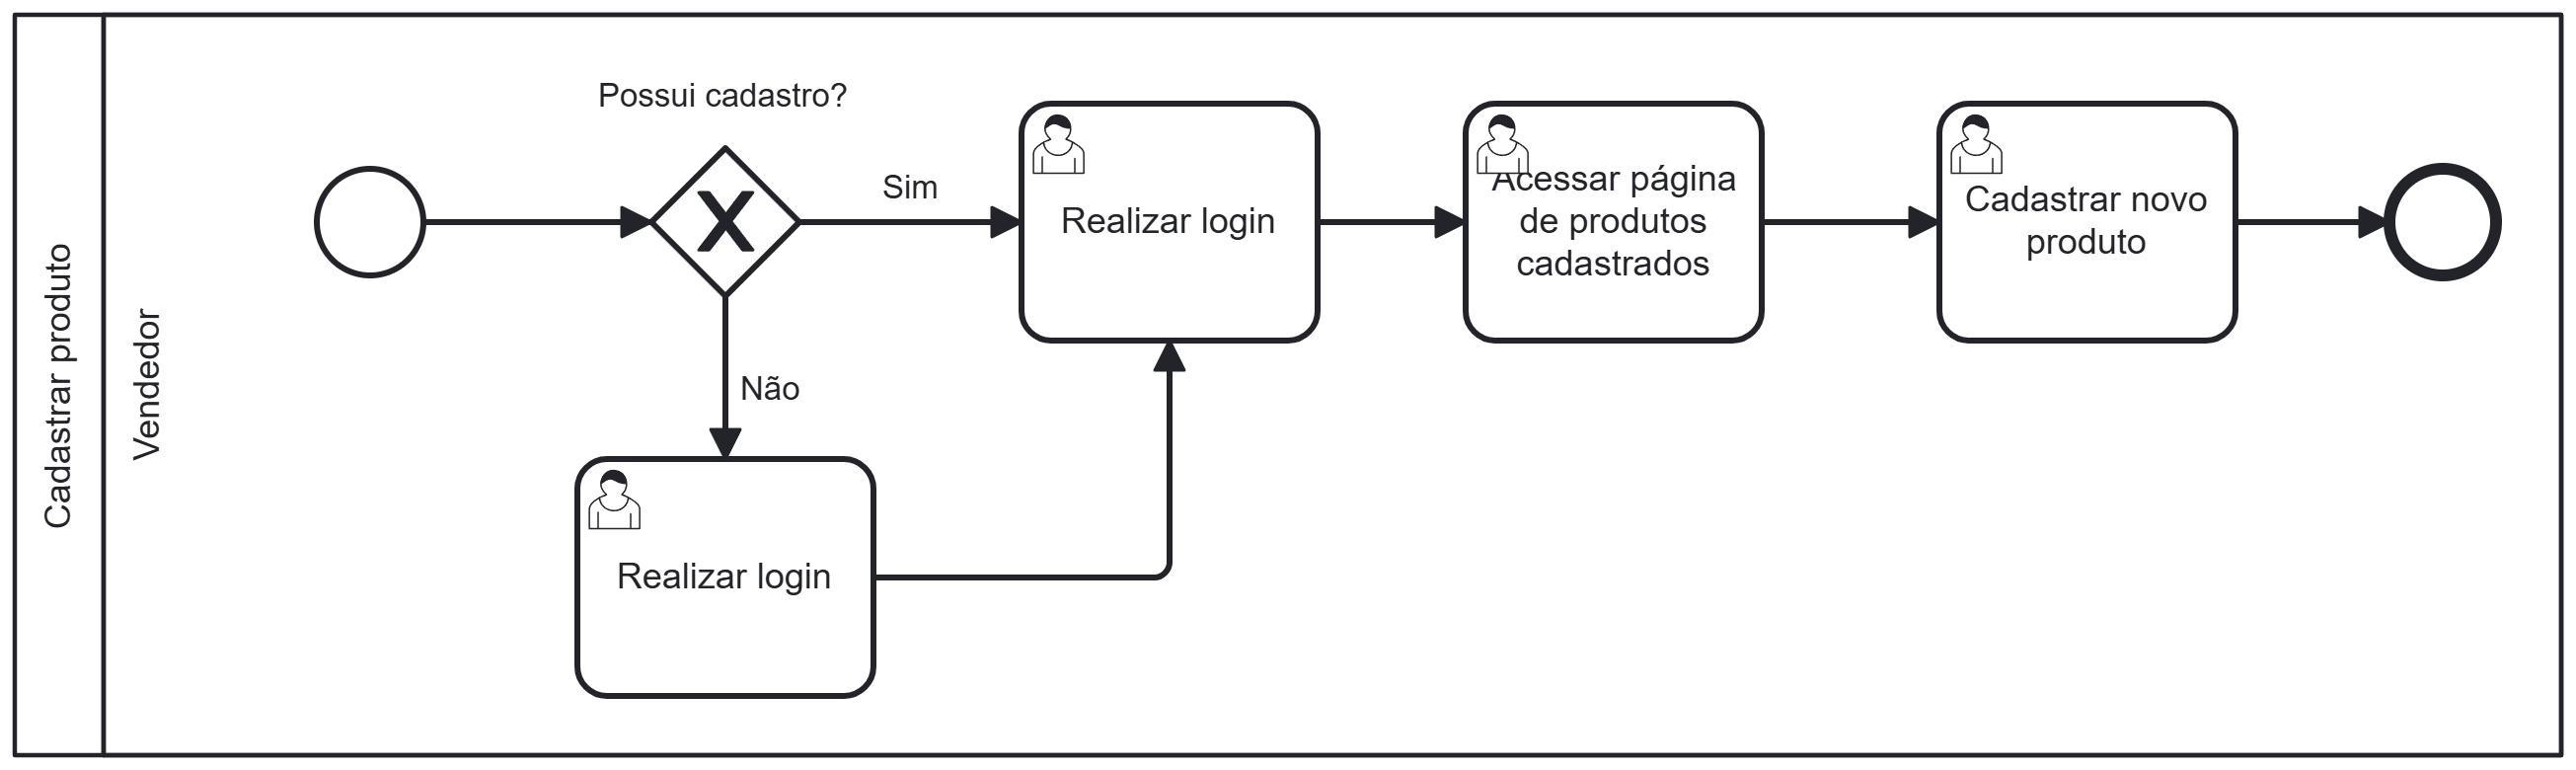 Cadastrar produto
Vendedor
Possui cadastro?
Sim
Não
Realizar login
Realizar login
Acessar página
de produtos
cadastrados
Cadastrar novo
produto